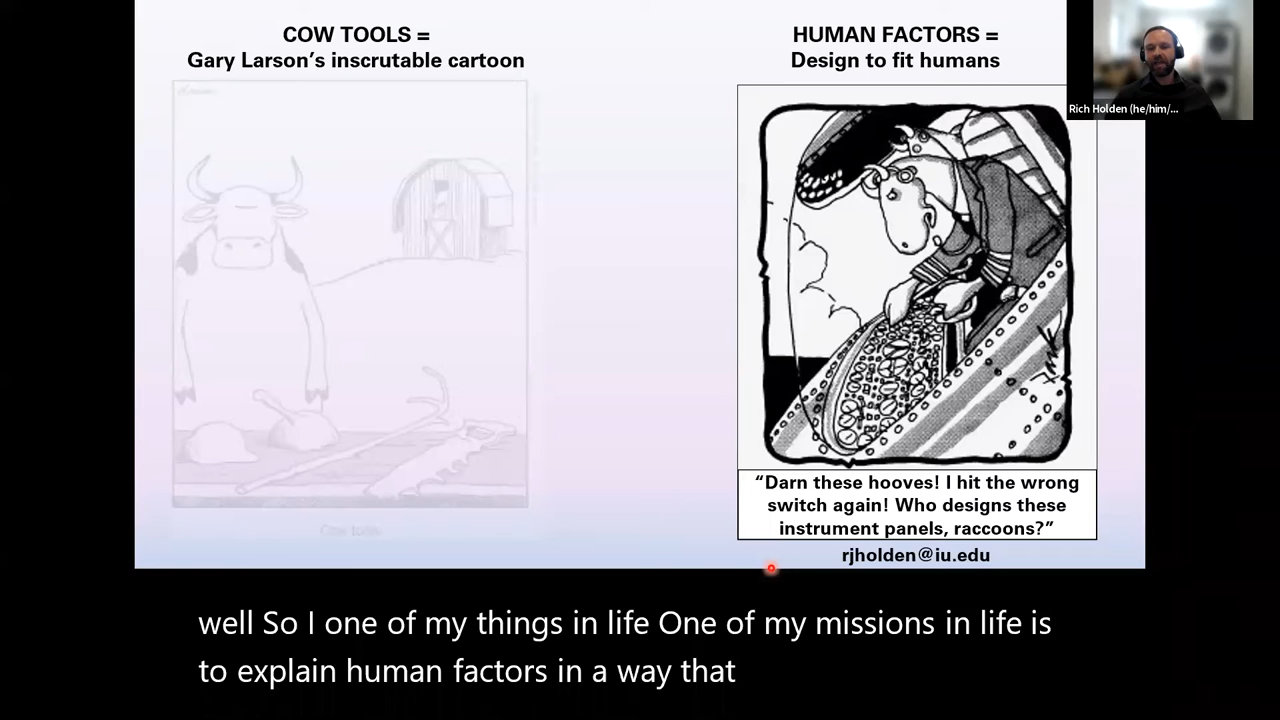 COW TOOLS =
Gary Larson’s inscrutable cartoon
Cow tools
HUMAN FACTORS =
Design to fit humans
“Darn these hooves! I hit the wrong
switch again! Who designs these
instrument panels, raccoons?”
rjholden@iu.edu
Rich Holden (he/him/...
well So I one of my things in life One of my missions in life is
to explain human factors in a way that